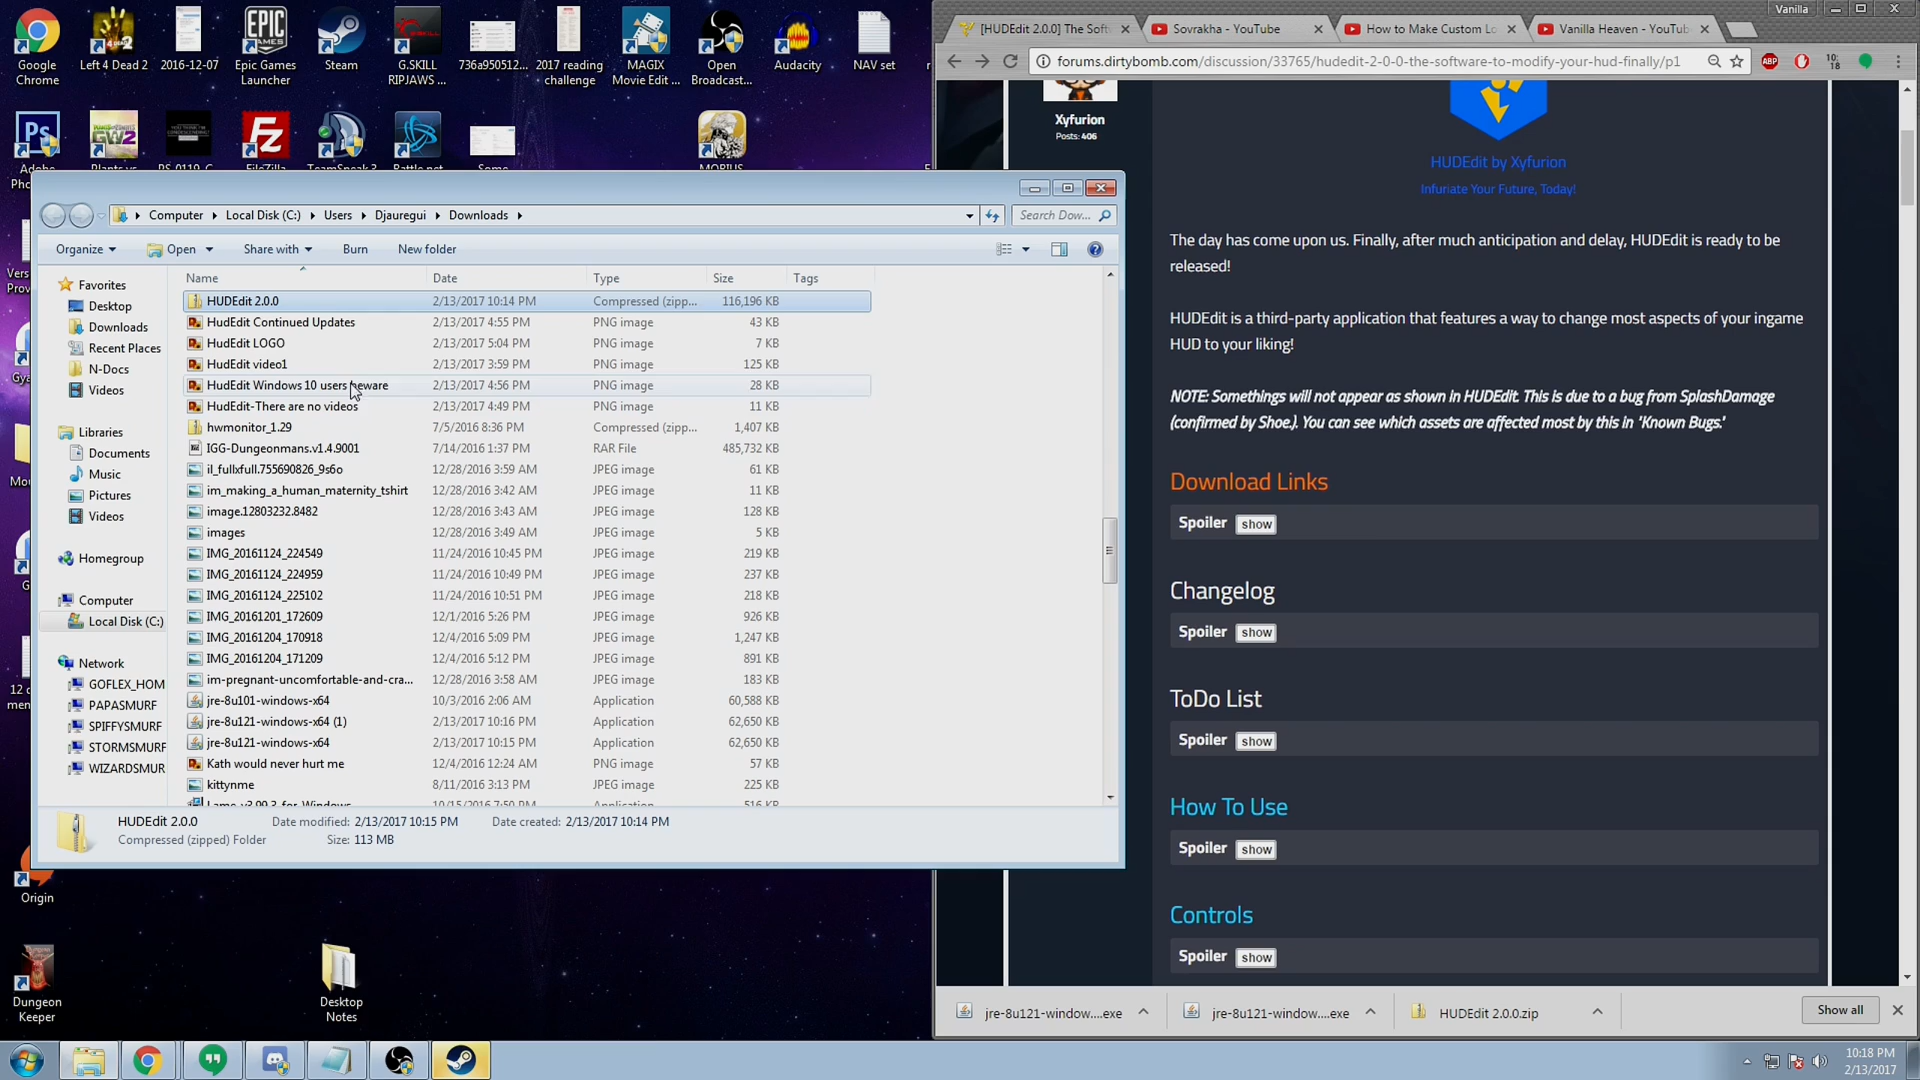 Google Chrome
Left 4 Dead 2
2016-12-07
Epic Games Launcher
Steam
G.SKILL RIPJAWS ...
736a950512...
2017 reading challenge
MAGIX Movie Edit ...
Open Broadcast...
Audacity
NAV set
Adobe
Plants vs
PS-0119_C
FileZilla
TeamSpeak 3
Battle.net
Some
MOBIUS
Computer
Local Disk (C:)
Users
Djauregui
Downloads
Search Dow...
Organize
Open
Share with
Burn
New folder
Name
Date
Type
Size
Tags
Favorites
Desktop
Downloads
Recent Places
N-Docs
Videos
Libraries
Documents
Music
Pictures
Videos
Homegroup
Computer
Local Disk (C:)
Network
GOFLEX_HOM
PAPASMURF
SPIFFYSMURF
STORMSMURF
WIZARDSMUR
HUDEdit 2.0.0 2/13/2017 10:14 PM Compressed (zipp... 116,196 KB
HudEdit Continued Updates 2/13/2017 4:55 PM PNG image 43 KB
HudEdit LOGO 2/13/2017 5:04 PM PNG image 7 KB
HudEdit video1 2/13/2017 3:59 PM PNG image 125 KB
HudEdit Windows 10 users beware 2/13/2017 4:56 PM PNG image 28 KB
HudEdit-There are no videos 2/13/2017 4:49 PM PNG image 11 KB
hwmonitor_1.29 7/5/2016 8:36 PM Compressed (zipp... 1,407 KB
IGG-Dungeonmans.v1.4.9001 7/14/2016 1:37 PM RAR File 485,732 KB
il_fullxfull.755690826_9s6o 12/28/2016 3:59 AM JPEG image 61 KB
im_making_a_human_maternity_tshirt 12/28/2016 3:42 AM JPEG image 11 KB
image.12803232.8482 12/28/2016 3:43 AM JPEG image 128 KB
images 12/28/2016 3:49 AM JPEG image 5 KB
IMG_20161124_224549 11/24/2016 10:45 PM JPEG image 219 KB
IMG_20161124_224959 11/24/2016 10:49 PM JPEG image 237 KB
IMG_20161124_225102 11/24/2016 10:51 PM JPEG image 218 KB
IMG_20161201_172609 12/1/2016 5:26 PM JPEG image 926 KB
IMG_20161204_170918 12/4/2016 5:09 PM JPEG image 1,247 KB
IMG_20161204_171209 12/4/2016 5:12 PM JPEG image 891 KB
im-pregnant-uncomfortable-and-cra... 12/28/2016 3:58 AM JPEG image 183 KB
jre-8u101-windows-x64 10/3/2016 2:06 AM Application 60,588 KB
jre-8u121-windows-x64 (1) 2/13/2017 10:16 PM Application 62,650 KB
jre-8u121-windows-x64 2/13/2017 10:15 PM Application 62,650 KB
Kath would never hurt me 12/4/2016 12:24 AM PNG image 57 KB
kittynme 8/11/2016 3:13 PM JPEG image 225 KB
Lame_v3.99.3_for_Windows 10/15/2016 7:50 PM Application 516 KB
HUDEdit 2.0.0 Date modified: 2/13/2017 10:15 PM Date created: 2/13/2017 10:14 PM
Compressed (zipped) Folder Size: 113 MB
Origin
Dungeon Keeper
Desktop Notes
Vanilla
[HUDEdit 2.0.0] The Softw
Sovrakha - YouTube
How to Make Custom Lo
Vanilla Heaven - YouTub
forums.dirtybomb.com/discussion/33765/hudedit-2-0-0-the-software-to-modify-your-hud-finally/p1
ABP
10:18
Xyfurion
Posts: 406
HUDEdit by Xyfurion
Infuriate Your Future, Today!
The day has come upon us. Finally, after much anticipation and delay, HUDEdit is ready to be
released!
HUDEdit is a third-party application that features a way to change most aspects of your ingame
HUD to your liking!
NOTE: Somethings will not appear as shown in HUDEdit. This is due to a bug from SplashDamage
(confirmed by Shoe.). You can see which assets are affected most by this in 'Known Bugs.'
Download Links
Spoiler show
Changelog
Spoiler show
ToDo List
Spoiler show
How To Use
Spoiler show
Controls
Spoiler show
jre-8u121-window....exe
jre-8u121-window....exe
HUDEdit 2.0.0.zip
Show all
10:18 PM
2/13/2017